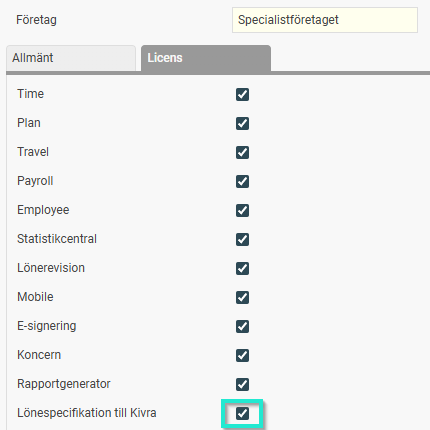 Företag Specialistföretaget
Allmänt Licens
Time
Plan
Travel
Payroll
Employee
Statistikcentral
Lönerevision
Mobile
E-signering
Koncern
Rapportgenerator
Lönespecifikation till Kivra